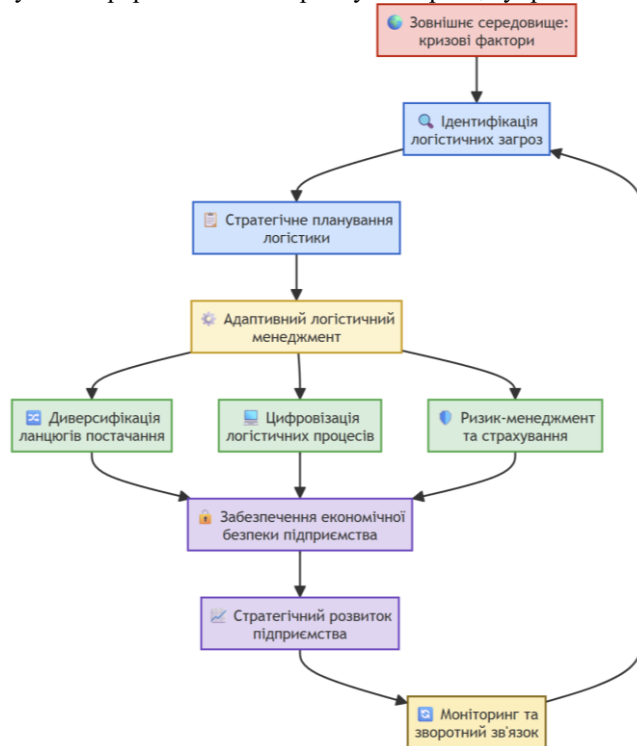 Зовнішнє середовище:
кризові фактори
Ідентифікація
логістичних загроз
Стратегічне планування
логістики
Адаптивний логістичний
менеджмент
Диверсифікація
ланцюгів постачання
Цифровізація
логістичних процесів
Ризик-менеджмент
та страхування
Забезпечення економічної
безпеки підприємства
Стратегічний розвиток
підприємства
Моніторинг та
зворотний зв'язок